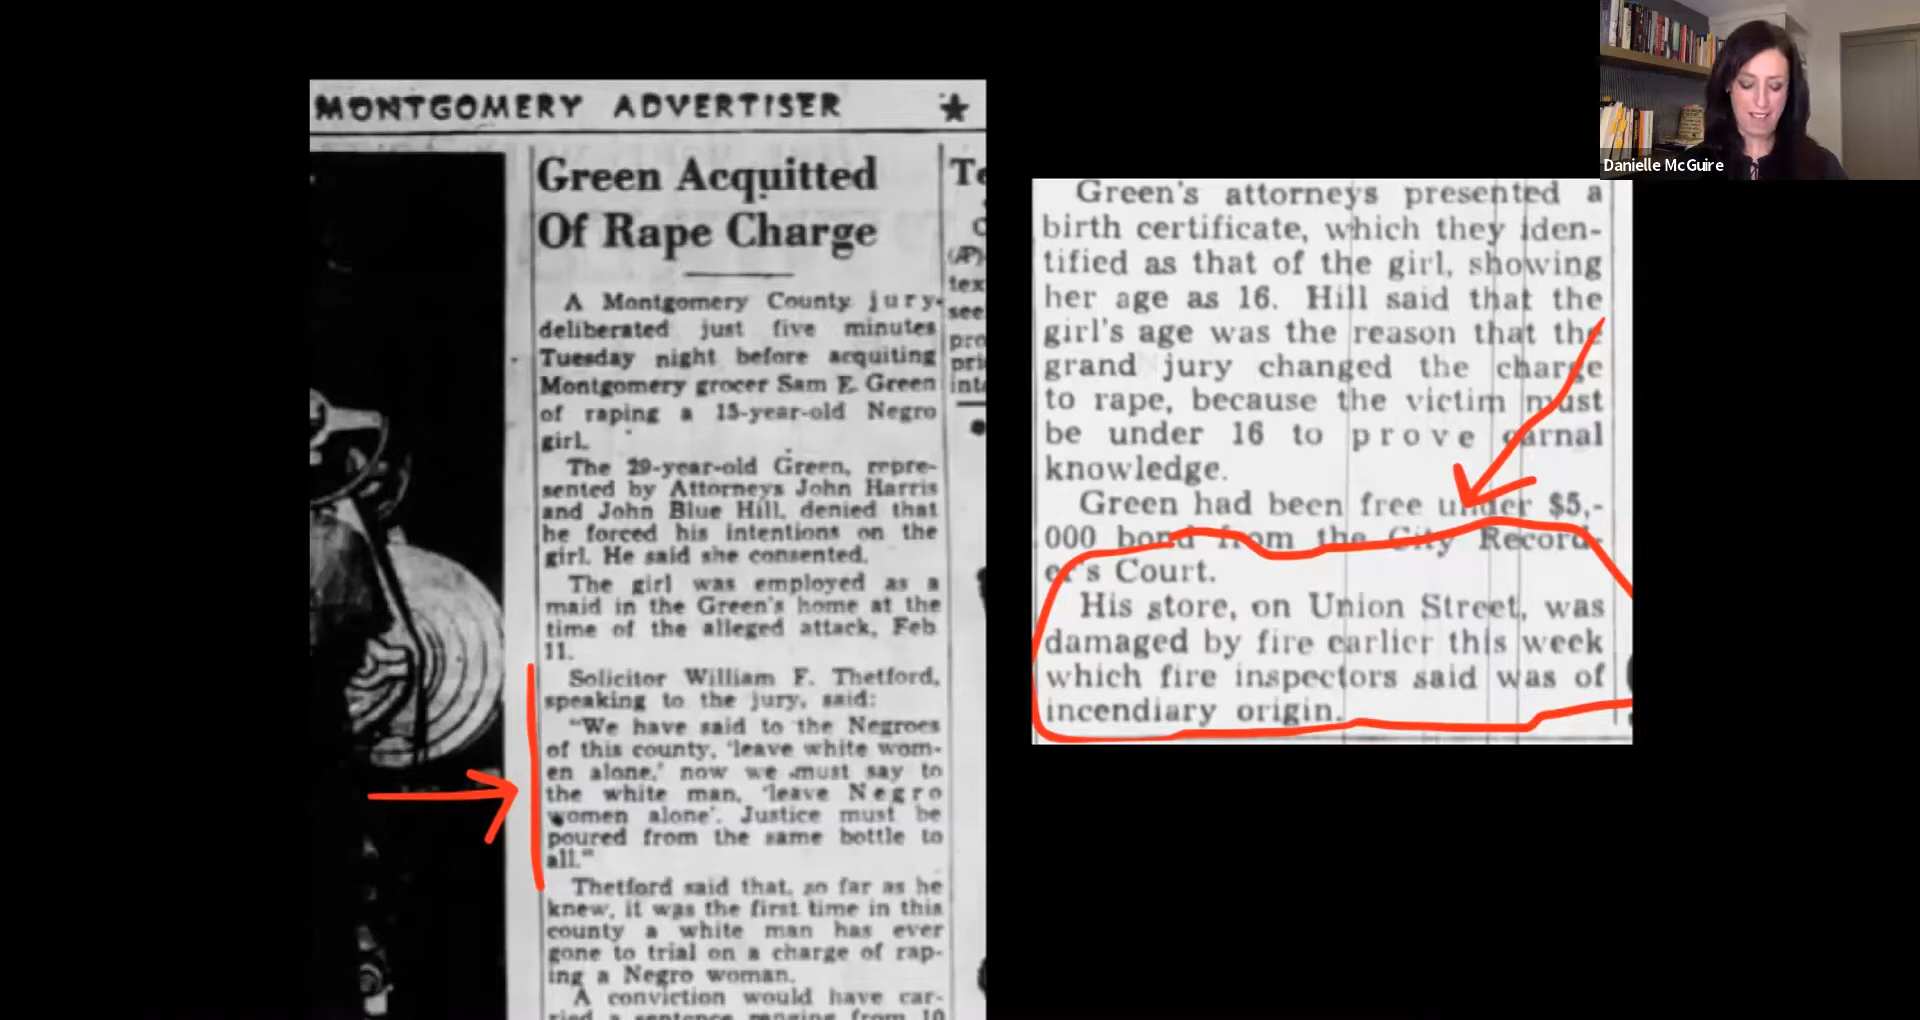 MONTGOMERY ADVERTISER ★
Green Acquitted
Of Rape Charge
A Montgomery County jury
deliberated just five minutes
Tuesday night before acquiting
Montgomery grocer Sam E. Green
of raping a 15-year-old Negro
girl.
The 29-year-old Green, repre-
sented by Attorneys John Harris
and John Blue Hill, denied that
he forced his intentions on the
girl. He said she consented.
The girl was employed as a
maid in the Green's home at the
time of the alleged attack, Feb
11.
Solicitor William F. Thetford,
speaking to the jury, said:
"We have said to the Negroes
of this county, 'leave white wom-
en alone,' now we must say to
the white man, 'leave Negro
women alone'. Justice must be
poured from the same bottle to
all."
Thetford said that, so far as he
knew, it was the first time in this
county a white man has ever
gone to trial on a charge of rap-
ing a Negro woman.
A conviction would have car-
ried a sentence ranging from 10
Te
(AP)
tex
see
pro
pri
int
Green's attorneys presented a
birth certificate, which they iden-
tified as that of the girl, showing
her age as 16. Hill said that the
girl's age was the reason that the
grand jury changed the charge
to rape, because the victim must
be under 16 to prove carnal
knowledge.
Green had been free under $5,-
000 bond from the City Record-
er's Court.
His store, on Union Street, was
damaged by fire earlier this week
which fire inspectors said was of
incendiary origin.
Danielle McGuire